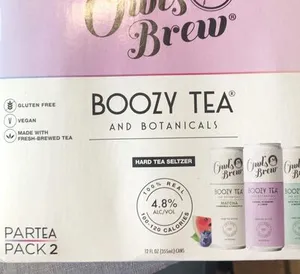 Owl's
Brew®
GLUTEN FREE
VEGAN
MADE WITH
FRESH-BREWED TEA
BOOZY TEA®
AND BOTANICALS
HARD TEA SELTZER
100% REAL
4.8%
ALC/VOL
100-120 CALORIES
PARTEA
PACK 2
12 FL OZ (355ml) CANS
Owl's
Brew
BOOZY TEA
MATCHA
Owl's
Brew
BOOZY TEA